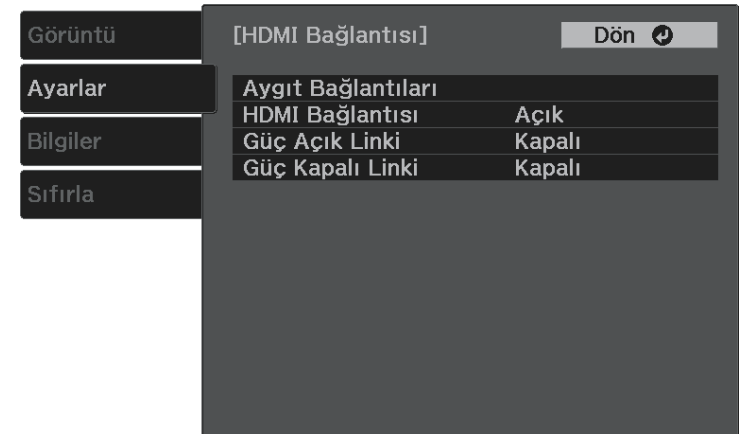 Görüntü
Ayarlar
Bilgiler
Sıfırla
[HDMI Bağlantısı] Dön
Aygıt Bağlantıları
HDMI Bağlantısı Açık
Güç Açık Linki Kapalı
Güç Kapalı Linki Kapalı